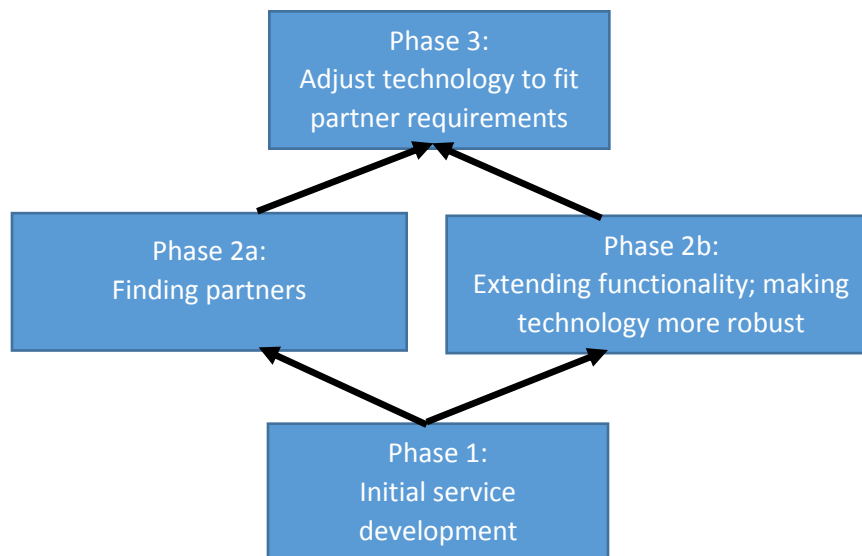 Phase 3:
Adjust technology to fit
partner requirements
Phase 2a:
Finding partners
Phase 2b:
Extending functionality; making
technology more robust
Phase 1:
Initial service
development